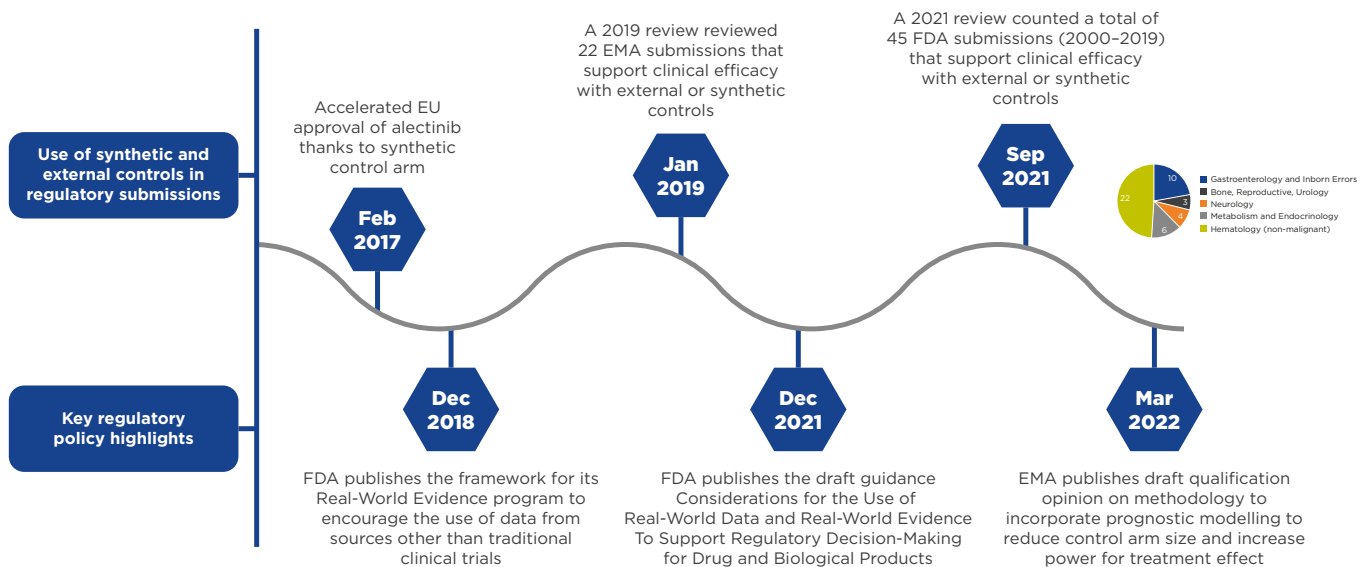 Use of synthetic and
external controls in
regulatory submissions
Accelerated EU
approval of alectinib
thanks to synthetic
control arm
Feb
2017
A 2019 review reviewed
22 EMA submissions that
support clinical efficacy
with external or synthetic
controls
Jan
2019
A 2021 review counted a total of
45 FDA submissions (2000–2019)
that support clinical efficacy
with external or synthetic
controls
Sep
2021
10
3
4
6
22
Gastroenterology and Inborn Errors
Bone, Reproductive, Urology
Neurology
Metabolism and Endocrinology
Hematology (non-malignant)
Key regulatory
policy highlights
Dec
2018
FDA publishes the framework for its
Real-World Evidence program to
encourage the use of data from
sources other than traditional
clinical trials
Dec
2021
FDA publishes the draft guidance
Considerations for the Use of
Real-World Data and Real-World Evidence
To Support Regulatory Decision-Making
for Drug and Biological Products
Mar
2022
EMA publishes draft qualification
opinion on methodology to
incorporate prognostic modelling to
reduce control arm size and increase
power for treatment effect